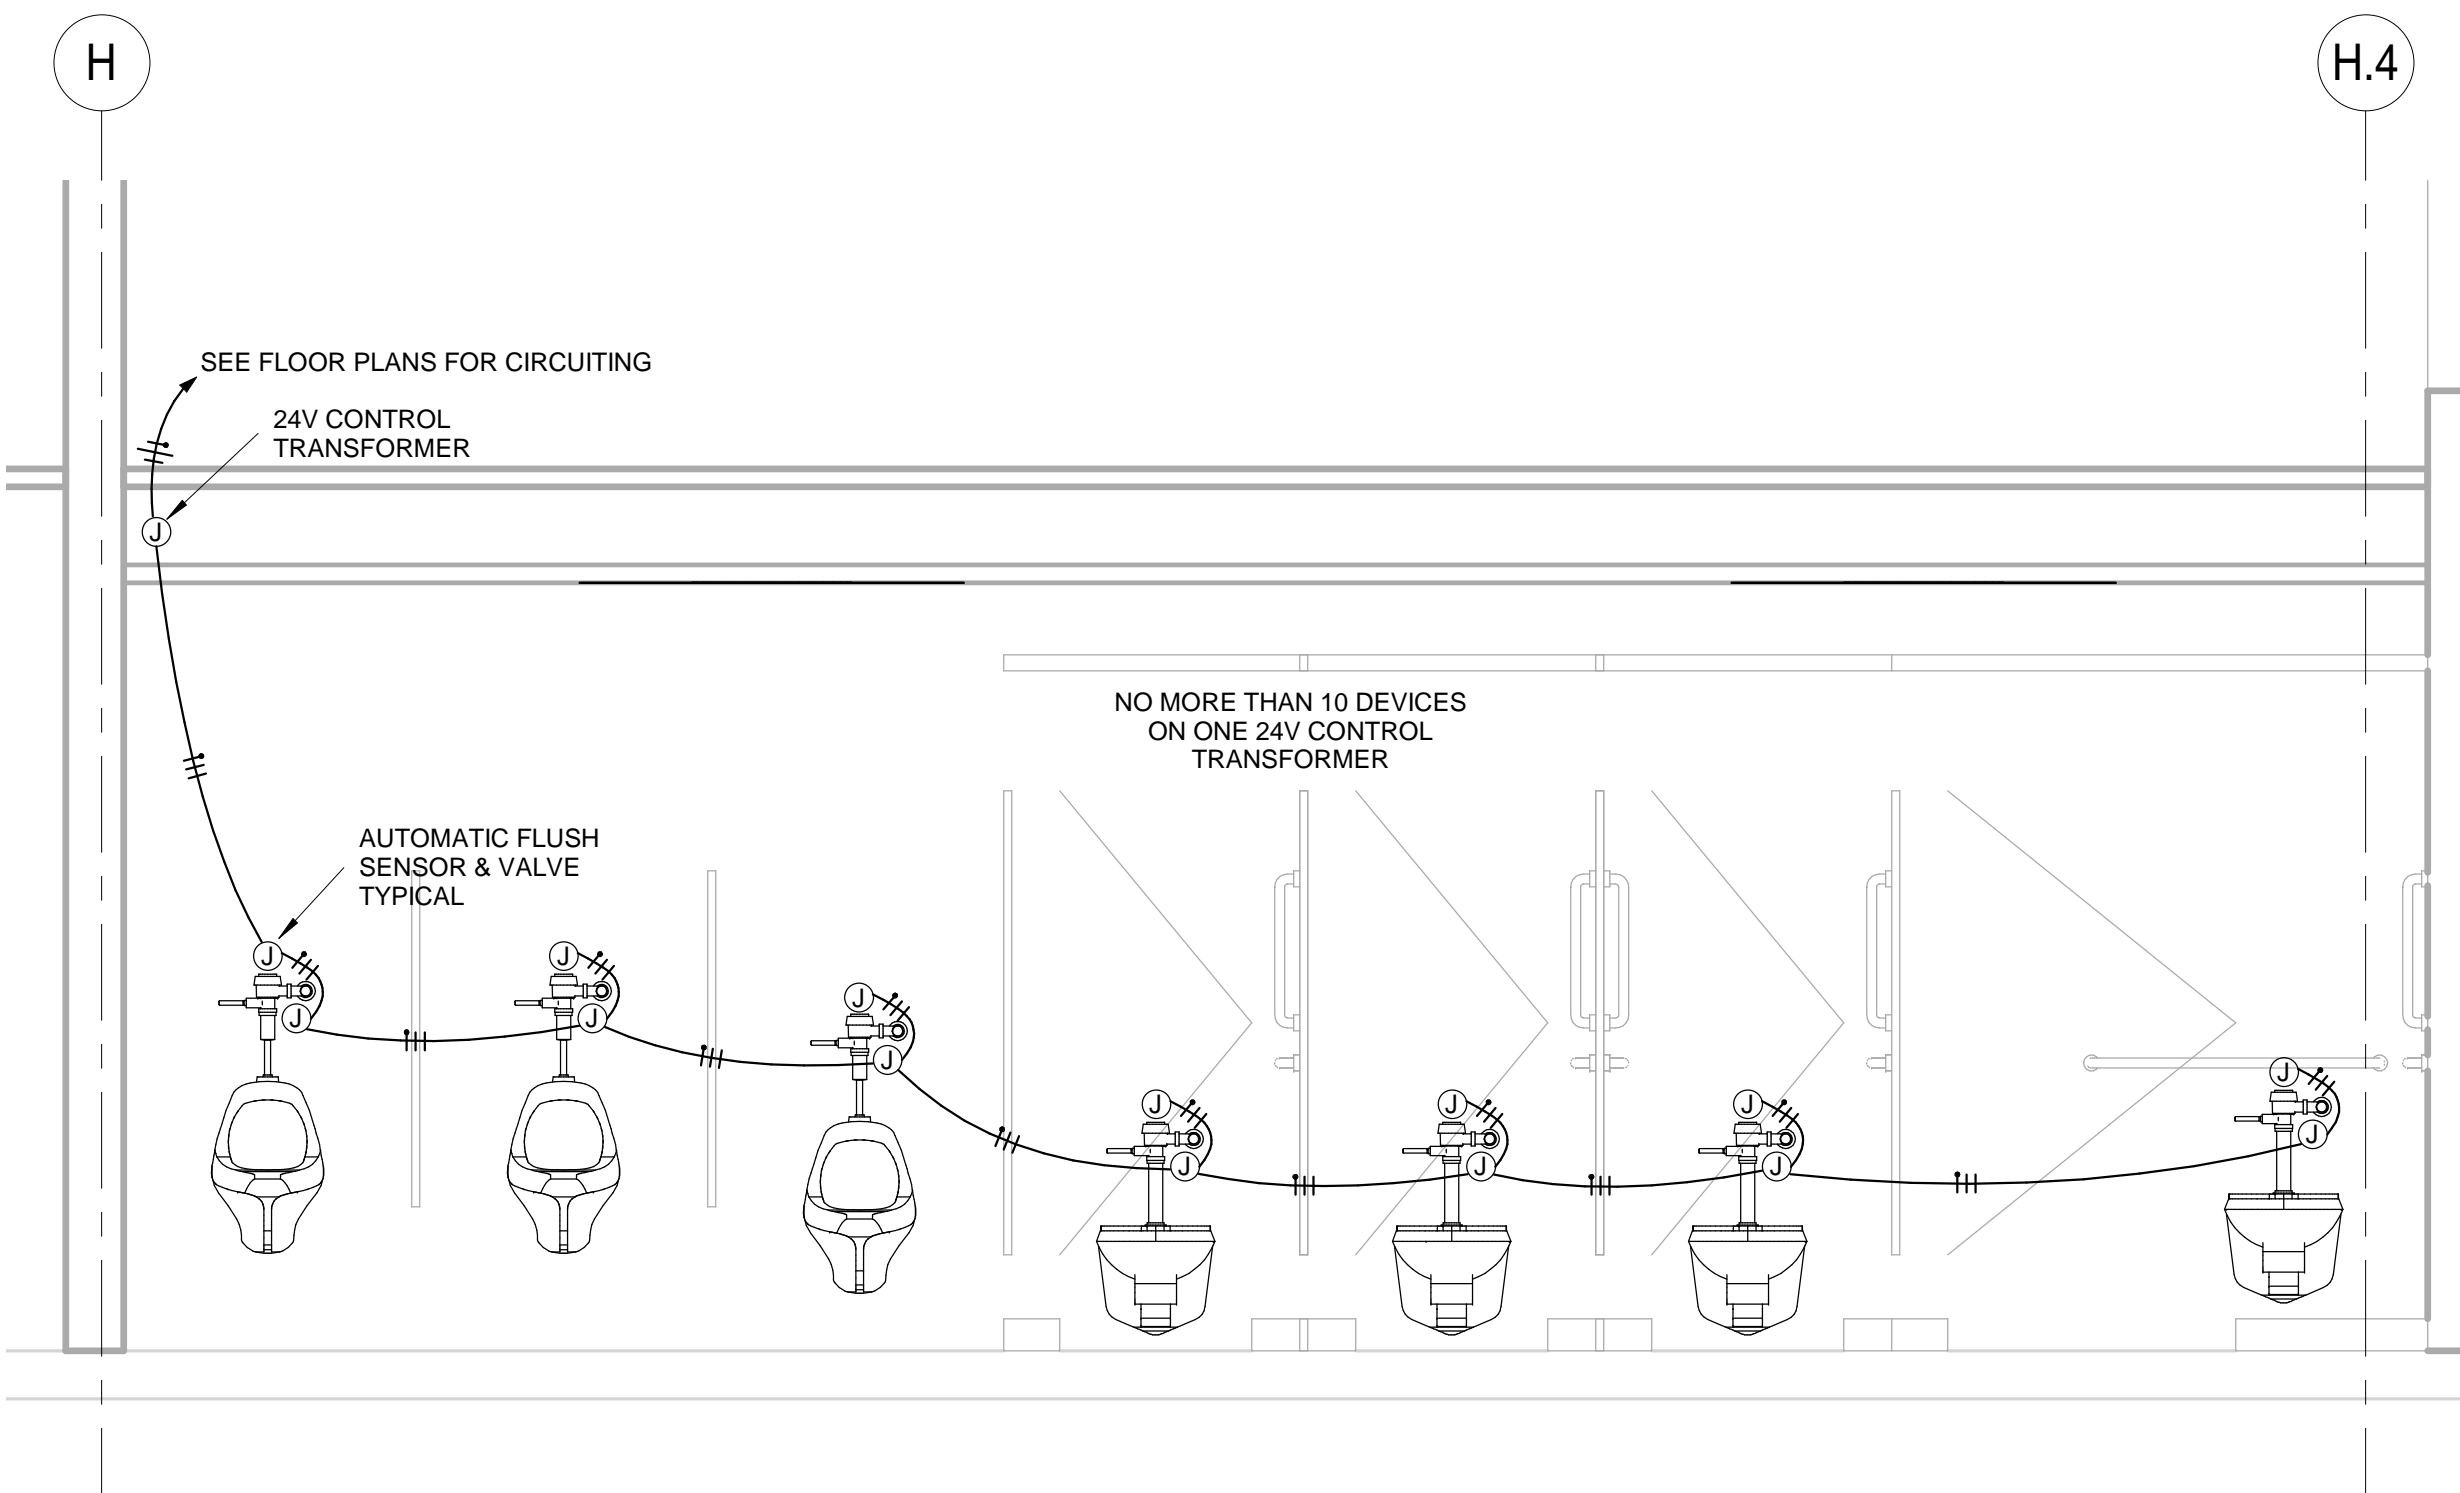 H
H.4
SEE FLOOR PLANS FOR CIRCUITING
24V CONTROL
TRANSFORMER
J
NO MORE THAN 10 DEVICES
ON ONE 24V CONTROL
TRANSFORMER
AUTOMATIC FLUSH
SENSOR & VALVE
TYPICAL
J
J
J
J
J
J
J
J
J
J
J
J
J
J